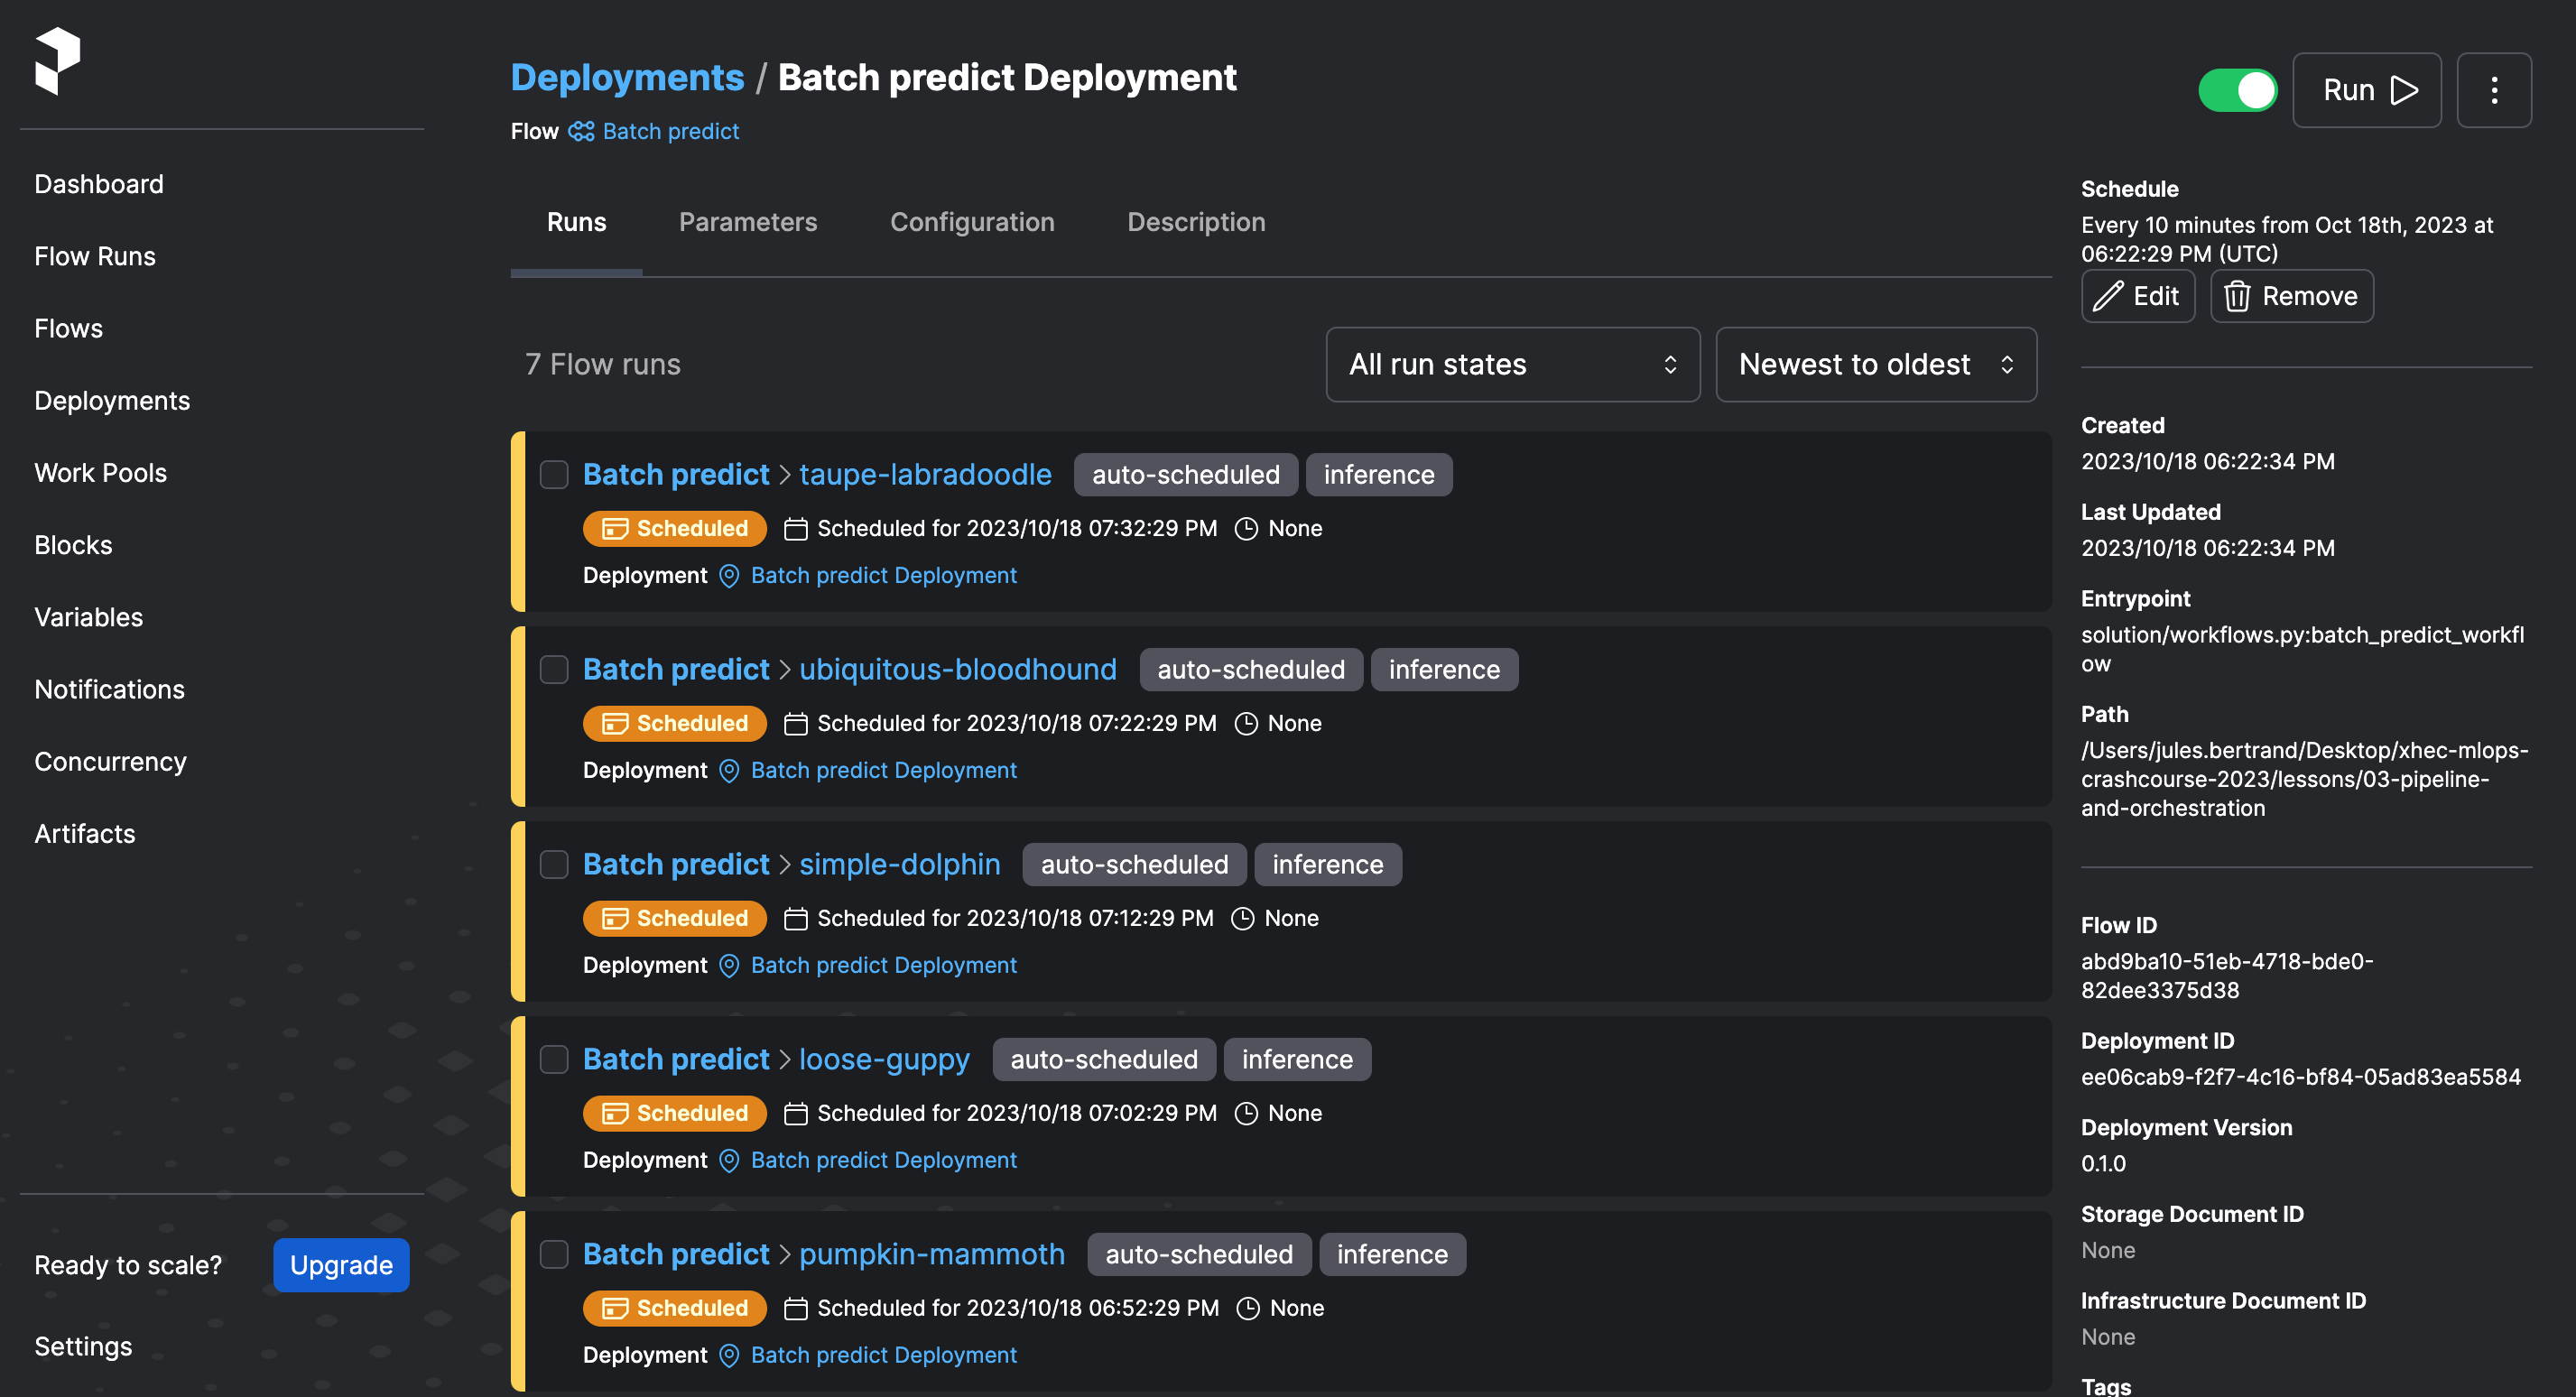 Dashboard
Flow Runs
Flows
Deployments
Work Pools
Blocks
Variables
Notifications
Concurrency
Artifacts
Ready to scale?
Upgrade
Settings
Deployments / Batch predict Deployment
Flow Batch predict
Run
Runs
Parameters
Configuration
Description
7 Flow runs
All run states
Newest to oldest
Batch predict > taupe-labradoodle auto-scheduled inference
Scheduled Scheduled for 2023/10/18 07:32:29 PM None
Deployment Batch predict Deployment
Batch predict > ubiquitous-bloodhound auto-scheduled inference
Scheduled Scheduled for 2023/10/18 07:22:29 PM None
Deployment Batch predict Deployment
Batch predict > simple-dolphin auto-scheduled inference
Scheduled Scheduled for 2023/10/18 07:12:29 PM None
Deployment Batch predict Deployment
Batch predict > loose-guppy auto-scheduled inference
Scheduled Scheduled for 2023/10/18 07:02:29 PM None
Deployment Batch predict Deployment
Batch predict > pumpkin-mammoth auto-scheduled inference
Scheduled Scheduled for 2023/10/18 06:52:29 PM None
Deployment Batch predict Deployment
Schedule
Every 10 minutes from Oct 18th, 2023 at
06:22:29 PM (UTC)
Edit
Remove
Created
2023/10/18 06:22:34 PM
Last Updated
2023/10/18 06:22:34 PM
Entrypoint
solution/workflows.py:batch_predict_workfl
ow
Path
/Users/jules.bertrand/Desktop/xhec-mlops-
crashcourse-2023/lessons/03-pipeline-
and-orchestration
Flow ID
abd9ba10-51eb-4718-bde0-
82dee3375d38
Deployment ID
ee06cab9-f2f7-4c16-bf84-05ad83ea5584
Deployment Version
0.1.0
Storage Document ID
None
Infrastructure Document ID
None
Tags